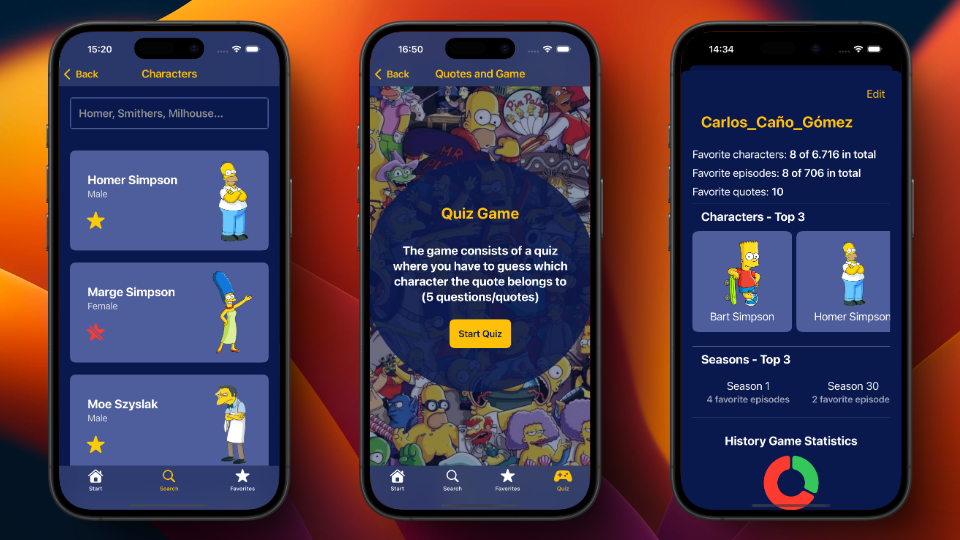 15:20
Back
Characters
Homer, Smithers, Milhouse...
Homer Simpson
Male
Marge Simpson
Female
Moe Szyslak
Male
Start
Search
Favorites
16:50
Back
Quotes and Game
Pin Pals
MR
Quiz Game
The game consists of a quiz
where you have to guess which
character the quote belongs to
(5 questions/quotes)
Start Quiz
Start
Search
Favorites
Quiz
14:34
Edit
Carlos_Caño_Gómez
Favorite characters: 8 of 6.716 in total
Favorite episodes: 8 of 706 in total
Favorite quotes: 10
Characters - Top 3
Bart Simpson
Homer Simpson
Seasons - Top 3
Season 1
4 favorite episodes
Season 30
2 favorite episode
History Game Statistics